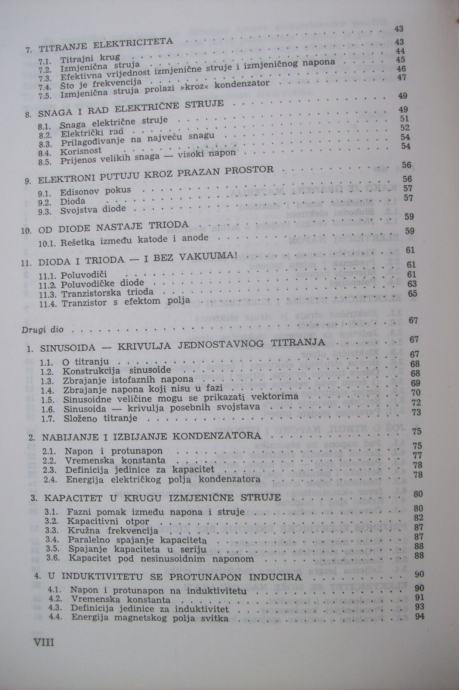 7. TITRANJE ELEKTRICITETA . . . 43
7.1. Titrajni krug . . . 43
7.2. Izmjenična struja . . . 44
7.3. Efektivna vrijednost izmjenične struje i izmjeničnog napona . . . 45
7.4. Što je frekvencija . . . 46
7.5. Izmjenična struja prolazi »kroz« kondenzator . . . 47
8. SNAGA I RAD ELEKTRIČNE STRUJE . . . 49
8.1. Snaga električne struje . . . 49
8.2. Električki rad . . . 51
8.3. Prilagođivanje na najveću snagu . . . 52
8.4. Korisnost . . . 54
8.5. Prijenos velikih snaga — visoki napon . . . 54
9. ELEKTRONI PUTUJU KROZ PRAZAN PROSTOR . . . 56
9.1. Edisonov pokus . . . 56
9.2. Dioda . . . 57
9.3. Svojstva diode . . . 57
10. OD DIODE NASTAJE TRIODA . . . 59
10.1. Rešetka između katode i anode . . . 59
11. DIODA I TRIODA — I BEZ VAKUUMA! . . . 61
11.1. Poluvodiči . . . 61
11.2. Poluvodičke diode . . . 61
11.3. Tranzistorska trioda . . . 63
11.4. Tranzistor s efektom polja . . . 65
Drugi dio . . . 67
1. SINUSOIDA — KRIVULJA JEDNOSTAVNOG TITRANJA . . . 67
1.1. O titranju . . . 67
1.2. Konstrukcija sinusoide . . . 68
1.3. Zbrajanje istofaznih napona . . . 68
1.4. Zbrajanje napona koji nisu u fazi . . . 69
1.5. Sinusoidne veličine mogu se prikazati vektorima . . . 70
1.6. Sinusoida — krivulja posebnih svojstava . . . 72
1.7. Složeno titranje . . . 73
2. NABIJANJE I IZBIJANJE KONDENZATORA . . . 75
2.1. Napon i protunapon . . . 75
2.2. Vremenska konstanta . . . 77
2.3. Definicija jedinice za kapacitet . . . 78
2.4. Energija električkog polja kondenzatora . . . 78
3. KAPACITET U KRUGU IZMJENIČNE STRUJE . . . 80
3.1. Fazni pomak između napona i struje . . . 80
3.2. Kapacitivni otpor . . . 82
3.3. Kružna frekvencija . . . 87
3.4. Paralelno spajanje kapaciteta . . . 87
3.5. Spajanje kapaciteta u seriju . . . 88
3.6. Kapacitet pod nesinusoidnim naponom . . . 88
4. U INDUKTIVITETU SE PROTUNAPON INDUCIRA . . . 90
4.1. Napon i protunapon na induktivitetu . . . 90
4.2. Vremenska konstanta . . . 91
4.3. Definicija jedinice za induktivitet . . . 93
4.4. Energija magnetskog polja svitka . . . 94
VIII